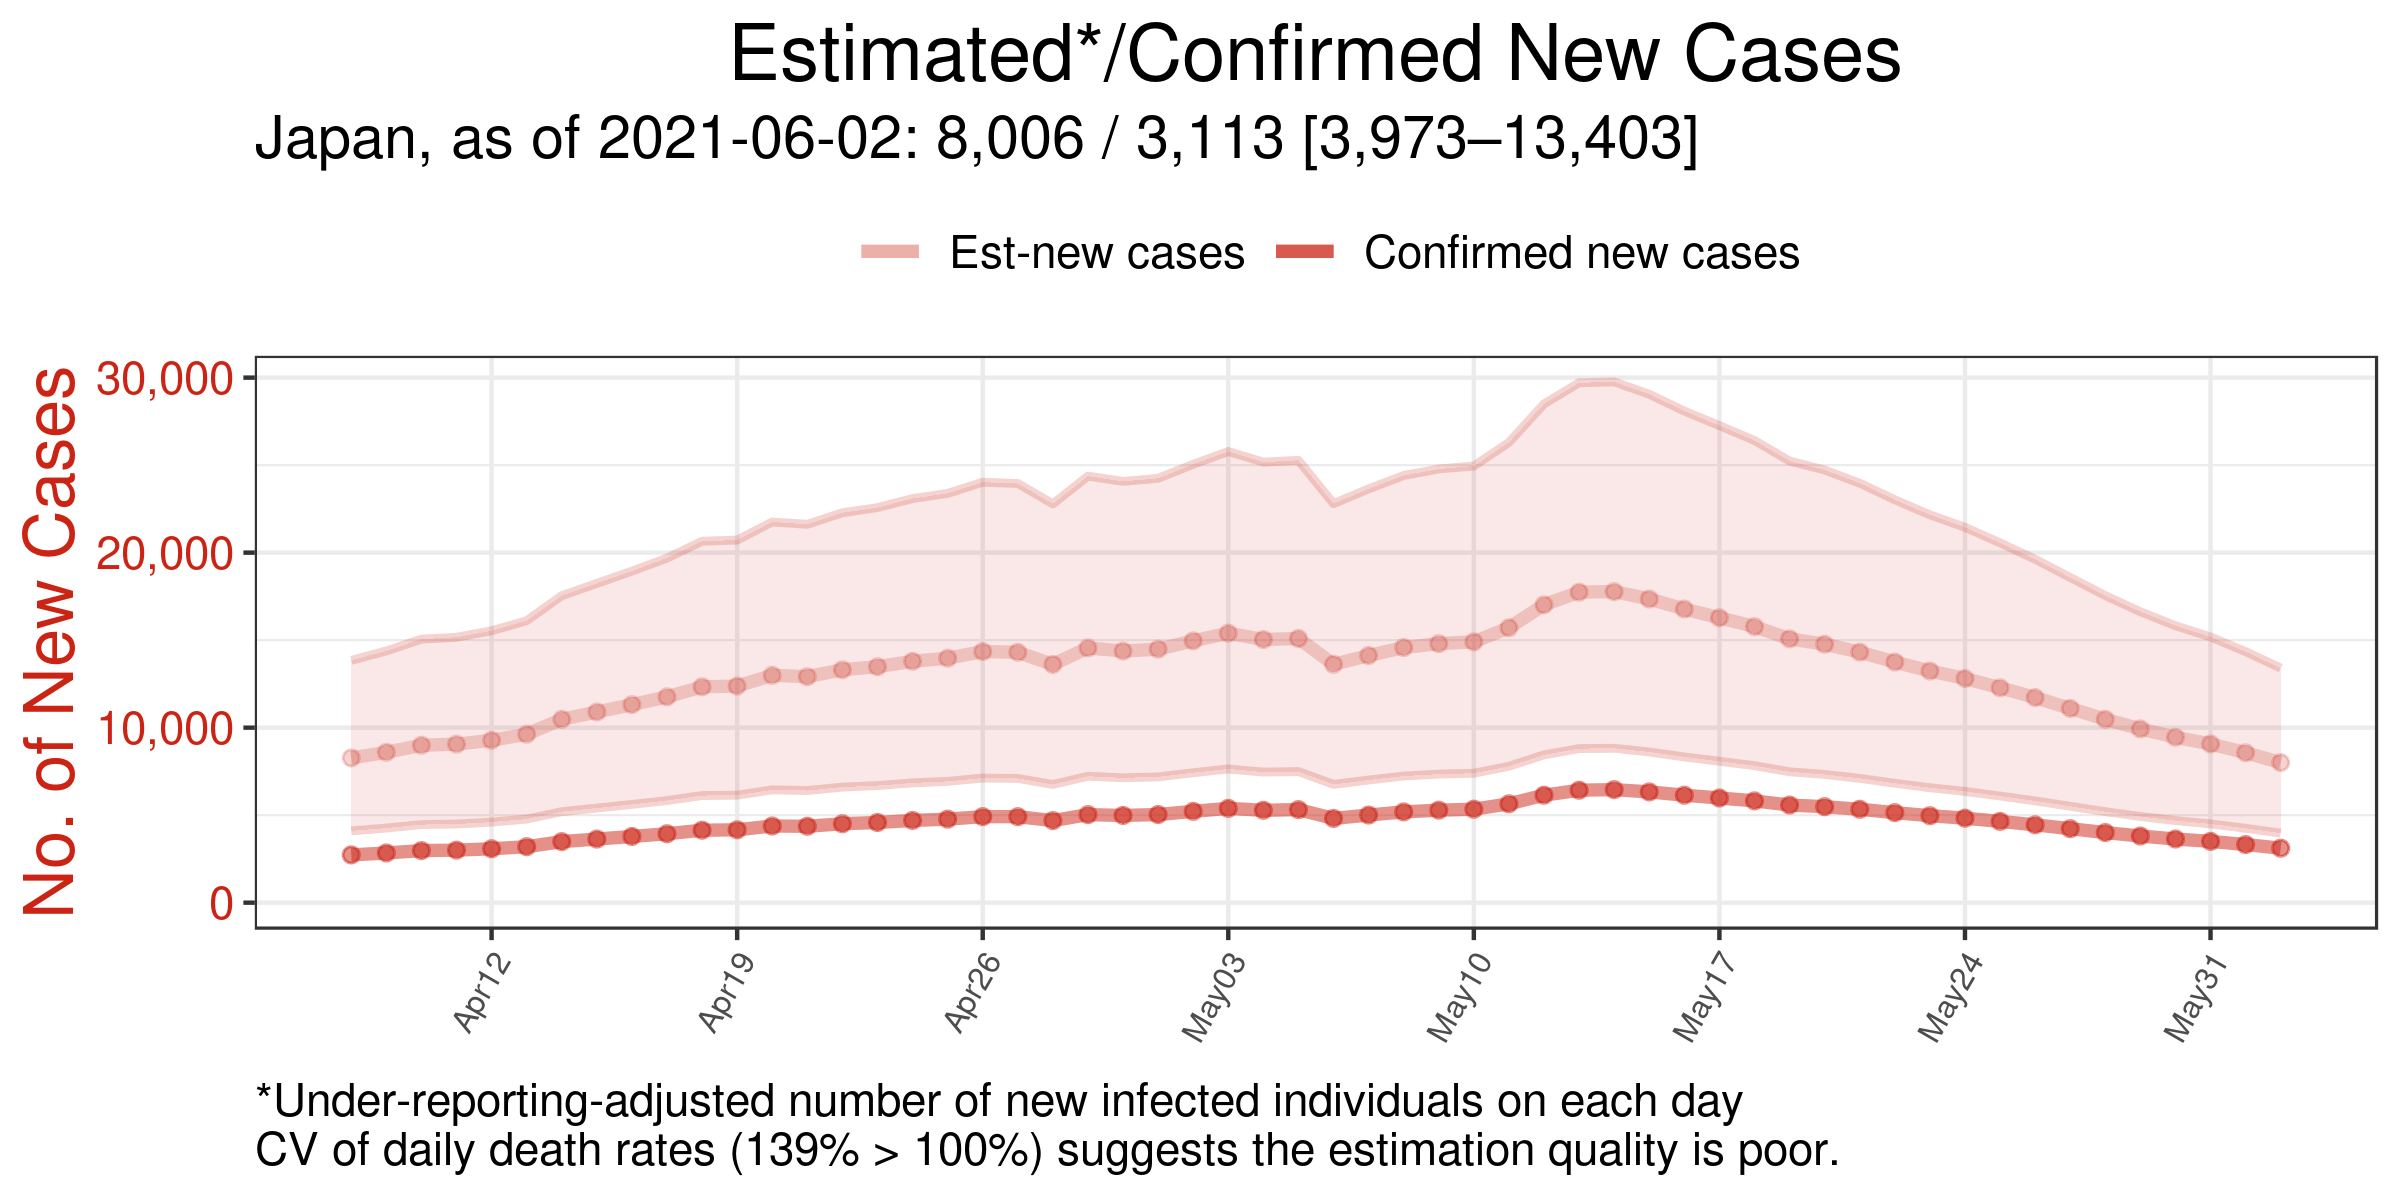 Estimated*/Confirmed New Cases
Japan, as of 2021-06-02: 8,006 / 3,113 [3,973–13,403]
Est-new cases
Confirmed new cases
No. of New Cases
30,000
20,000
10,000
0
Apr12
Apr19
Apr26
May03
May10
May17
May24
May31
*Under-reporting-adjusted number of new infected individuals on each day
CV of daily death rates (139% > 100%) suggests the estimation quality is poor.